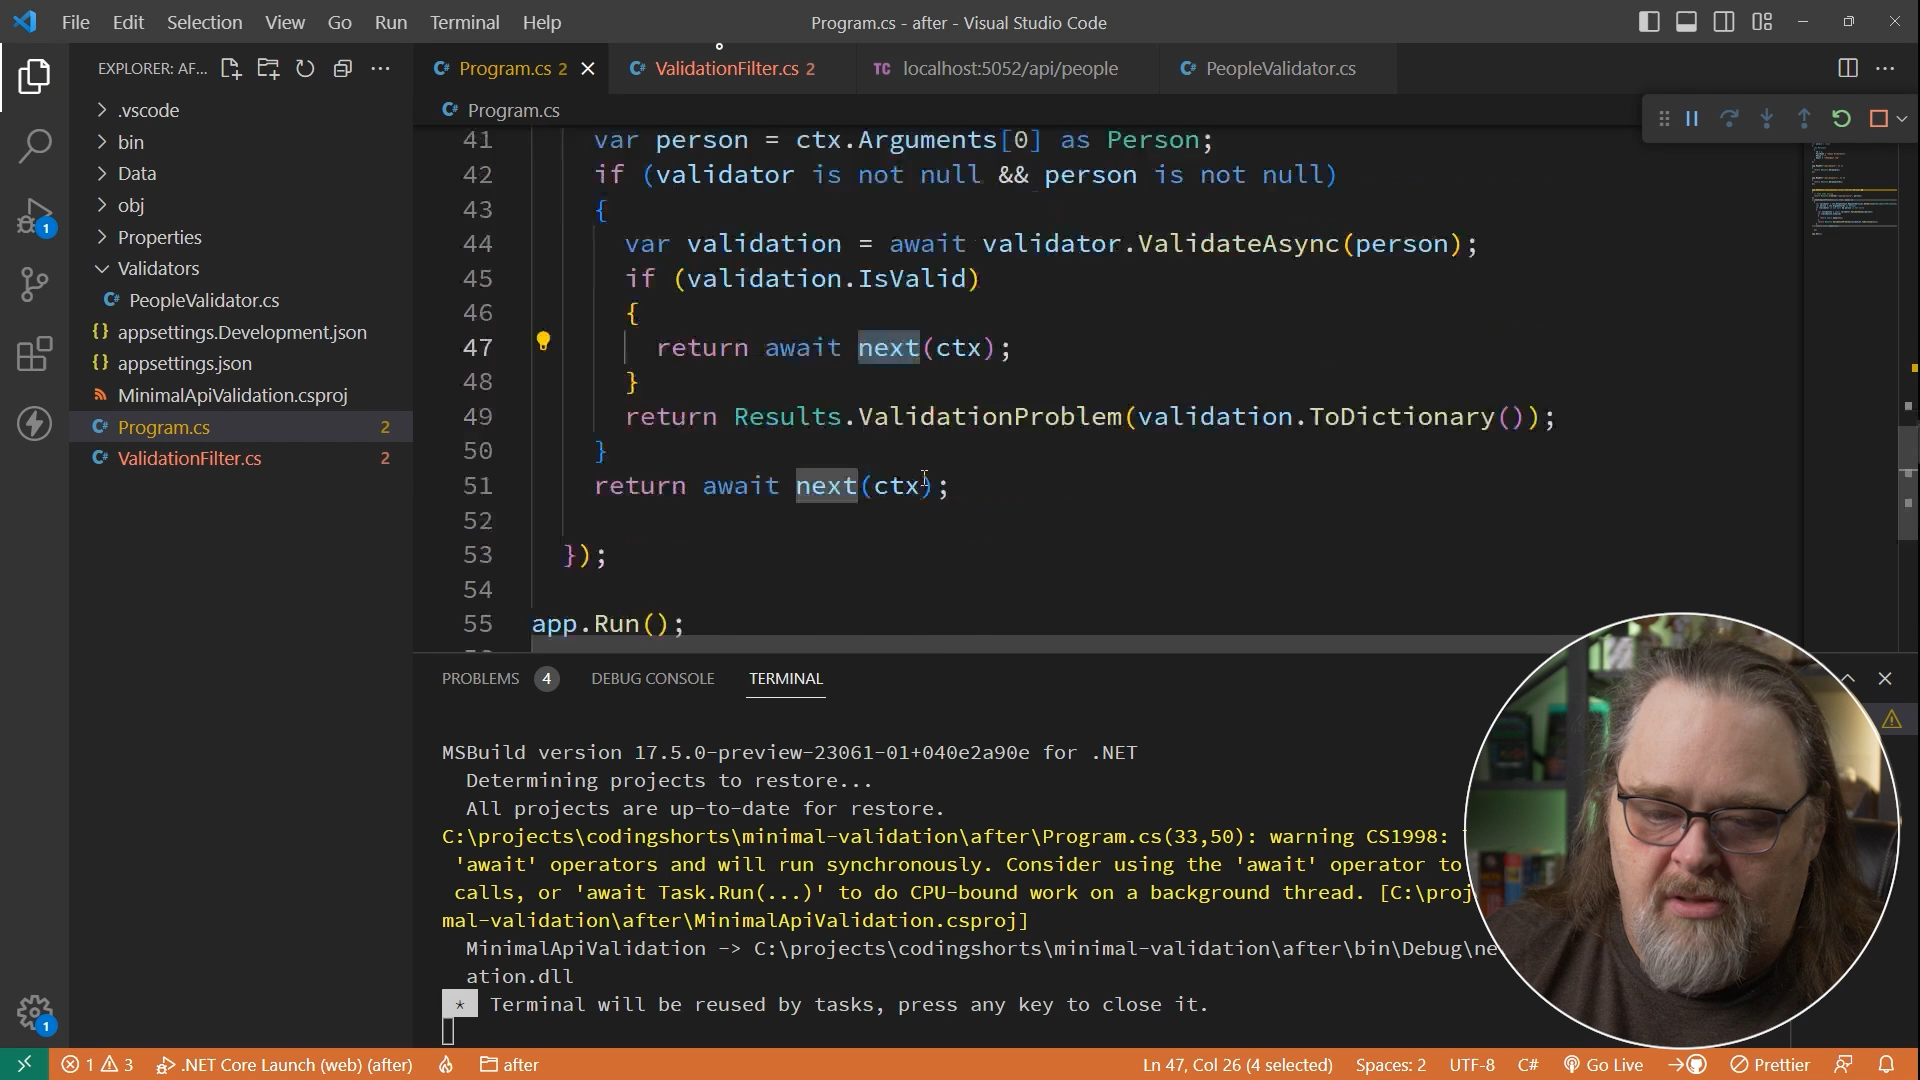 File Edit Selection View Go Run Terminal Help
Program.cs - after - Visual Studio Code
EXPLORER: AF...
Program.cs 2
ValidationFilter.cs 2
TC localhost:5052/api/people
C# PeopleValidator.cs
C# Program.cs
.vscode
bin
Data
obj
Properties
Validators
C# PeopleValidator.cs
{} appsettings.Development.json
{} appsettings.json
MinimalApiValidation.csproj
C# Program.cs 2
C# ValidationFilter.cs 2
1
1
41 var person = ctx.Arguments[0] as Person;
42 if (validator is not null && person is not null)
43 {
44 var validation = await validator.ValidateAsync(person);
45 if (validation.IsValid)
46 {
47 return await next(ctx);
48 }
49 return Results.ValidationProblem(validation.ToDictionary());
50 }
51 return await next(ctx);
52
53 });
54
55 app.Run();
PROBLEMS 4 DEBUG CONSOLE TERMINAL
MSBuild version 17.5.0-preview-23061-01+040e2a90e for .NET
Determining projects to restore...
All projects are up-to-date for restore.
C:\projects\codingshorts\minimal-validation\after\Program.cs(33,50): warning CS1998:
'await' operators and will run synchronously. Consider using the 'await' operator to
calls, or 'await Task.Run(...)' to do CPU-bound work on a background thread. [C:\proj
mal-validation\after\MinimalApiValidation.csproj]
MinimalApiValidation -> C:\projects\codingshorts\minimal-validation\after\bin\Debug\ne
ation.dll
* Terminal will be reused by tasks, press any key to close it.
1 3 .NET Core Launch (web) (after) after Ln 47, Col 26 (4 selected) Spaces: 2 UTF-8 C# Go Live Prettier